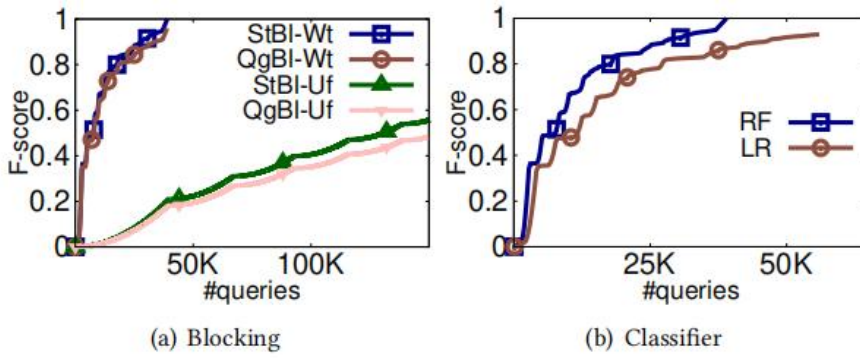 F-score
1
0.8
0.6
0.4
0.2
0
50K
100K
#queries
StBl-Wt
QgBl-Wt
StBl-Uf
QgBl-Uf
(a) Blocking
F-score
1
0.8
0.6
0.4
0.2
0
25K
50K
#queries
RF
LR
(b) Classifier